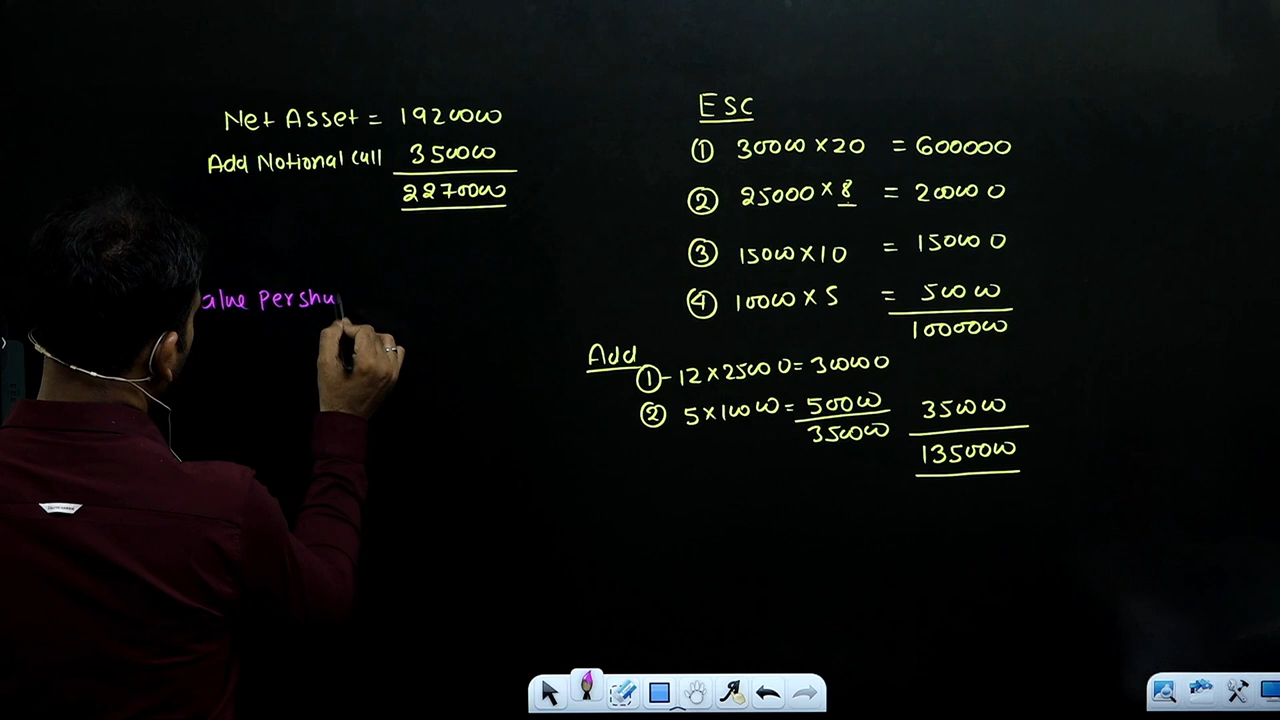 Net Asset = 1920000
Add Notional Call 350000
2270000
alue Per sha
ESC
① 30000 × 20 = 600000
② 25000 × 8 = 200000
③ 15000 × 10 = 150000
④ 10000 × 5 = 50000
1000000
Add
① - 12 × 25000 = 300000
② 5 × 10000 = 50000
350000 350000
1350000